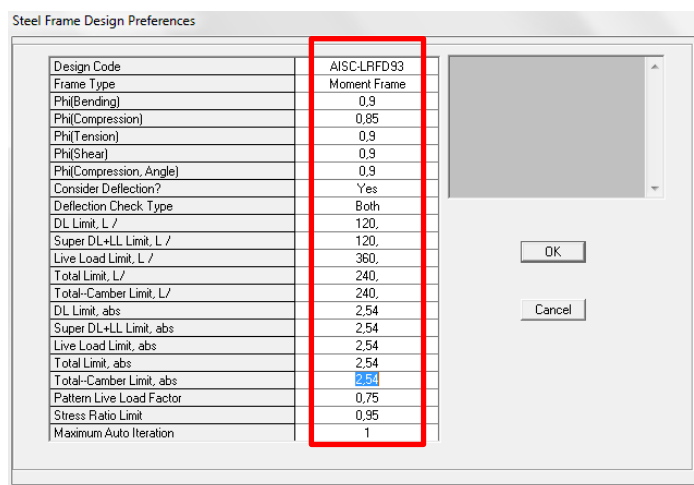 Steel Frame Design Preferences
Design Code AISC-LRFD93
Frame Type Moment Frame
Phi(Bending) 0,9
Phi(Compression) 0,85
Phi(Tension) 0,9
Phi(Shear) 0,9
Phi(Compression, Angle) 0,9
Consider Deflection? Yes
Deflection Check Type Both
DL Limit, L / 120,
Super DL+LL Limit, L / 120,
Live Load Limit, L / 360,
Total Limit, L/ 240,
Total--Camber Limit, L/ 240,
DL Limit, abs 2,54
Super DL+LL Limit, abs 2,54
Live Load Limit, abs 2,54
Total Limit, abs 2,54
Total--Camber Limit, abs 2,54
Pattern Live Load Factor 0,75
Stress Ratio Limit 0,95
Maximum Auto Iteration 1
OK
Cancel